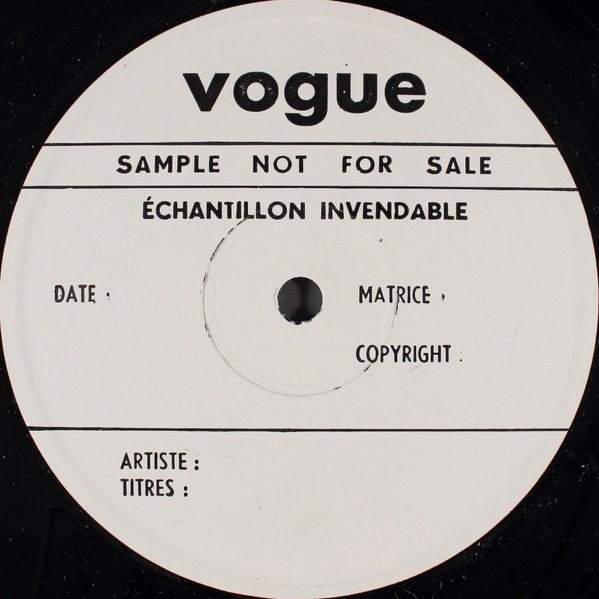 vogue
SAMPLE NOT FOR SALE
ÉCHANTILLON INVENDABLE
DATE :
MATRICE :
COPYRIGHT :
ARTISTE :
TITRES :